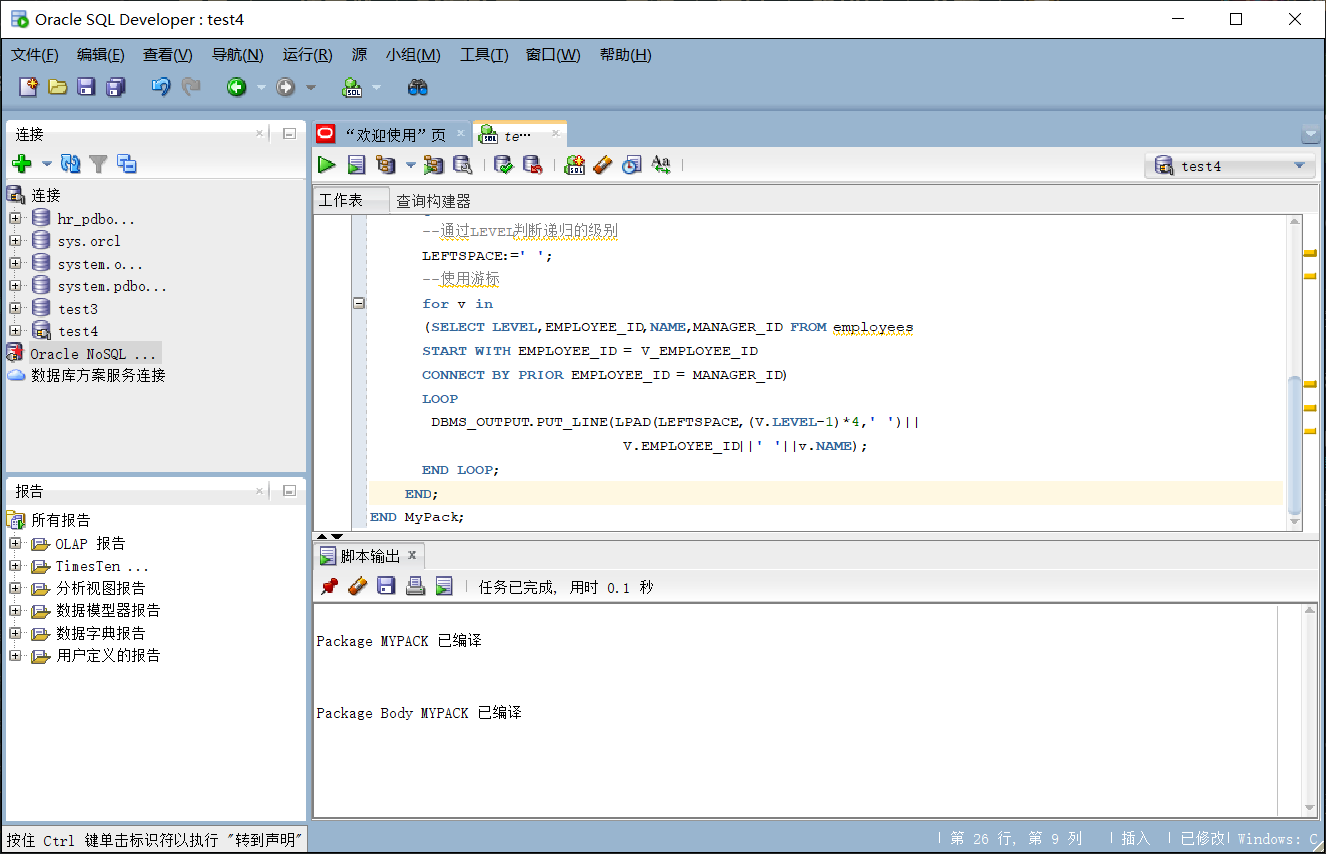 Oracle SQL Developer : test4
文件(F) 编辑(E) 查看(V) 导航(N) 运行(R) 源 小组(M) 工具(T) 窗口(W) 帮助(H)
连接
连接
hr_pdbo...
sys.orcl
system.o...
system.pdbo...
test3
test4
Oracle NoSQL ...
数据库方案服务连接
报告
所有报告
OLAP 报告
TimesTen ...
分析视图报告
数据模型器报告
数据字典报告
用户定义的报告
“欢迎使用”页 te…
test4
工作表 查询构建器
--通过LEVEL判断递归的级别
LEFTSPACE:=' ';
--使用游标
for v in
(SELECT LEVEL,EMPLOYEE_ID,NAME,MANAGER_ID FROM employees
START WITH EMPLOYEE_ID = V_EMPLOYEE_ID
CONNECT BY PRIOR EMPLOYEE_ID = MANAGER_ID)
LOOP
DBMS_OUTPUT.PUT_LINE(LPAD(LEFTSPACE,(V.LEVEL-1)*4,' ')||
V.EMPLOYEE_ID||' '||v.NAME);
END LOOP;
END;
END MyPack;
脚本输出
任务已完成, 用时 0.1 秒
Package MYPACK 已编译
Package Body MYPACK 已编译
按住 Ctrl 键单击标识符以执行 "转到声明"
第 26 行, 第 9 列 | 插入 | 已修改| Windows: C